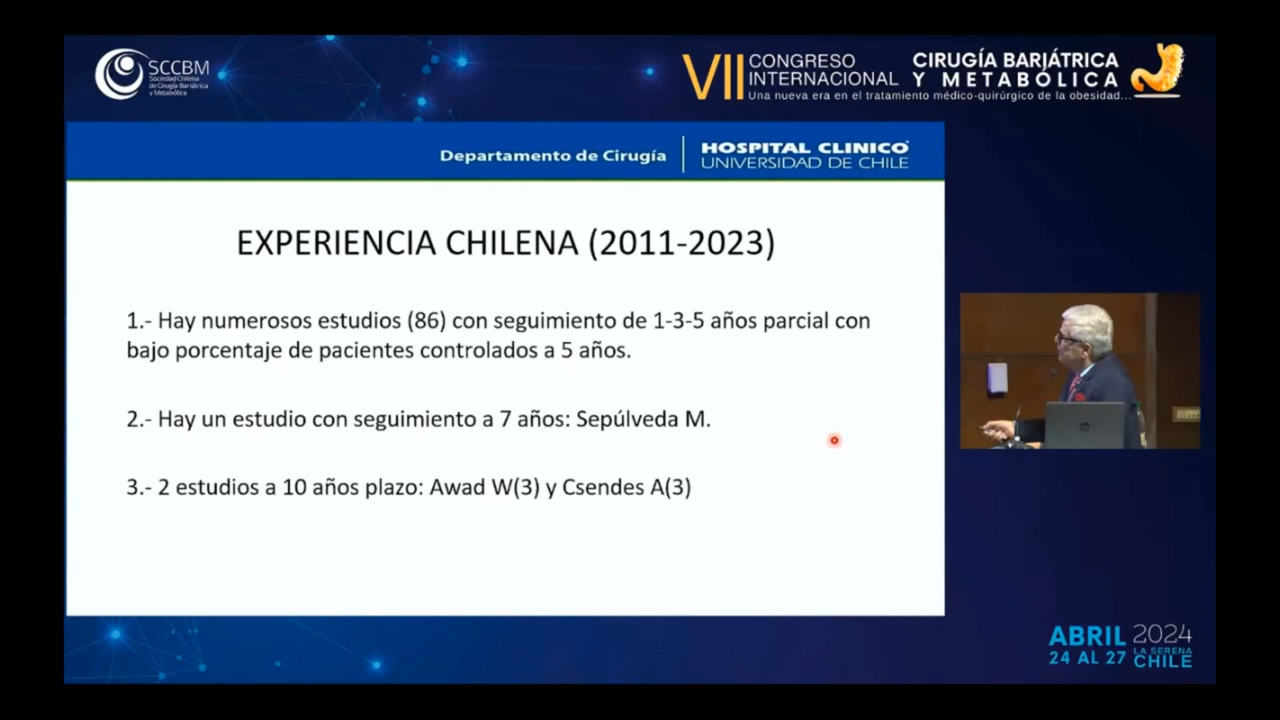 SCCBM
Sociedad Chilena
de Cirugía Bariátrica
y Metabólica
VII CONGRESO INTERNACIONAL
CIRUGÍA BARIÁTRICA
Y METABÓLICA
Una nueva era en el tratamiento médico-quirúrgico de la obesidad...
Departamento de Cirugía
HOSPITAL CLINICO
UNIVERSIDAD DE CHILE
EXPERIENCIA CHILENA (2011-2023)
1.- Hay numerosos estudios (86) con seguimiento de 1-3-5 años parcial con
bajo porcentaje de pacientes controlados a 5 años.
2.- Hay un estudio con seguimiento a 7 años: Sepúlveda M.
3.- 2 estudios a 10 años plazo: Awad W(3) y Csendes A(3)
ABRIL 2024
24 AL 27
LA SERENA
CHILE